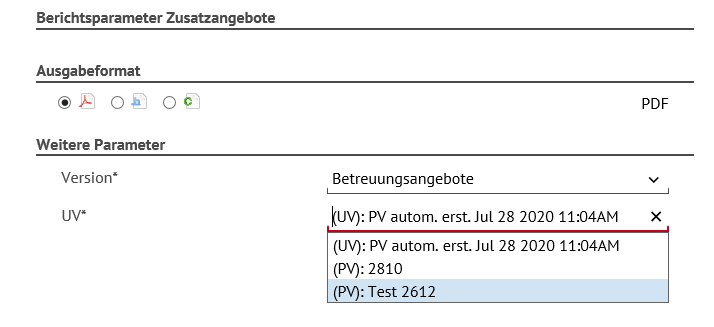 Berichtsparameter Zusatzangebote
Ausgabeformat
PDF
Weitere Parameter
Version* Betreuungsangebote
UV* (UV): PV autom. erst. Jul 28 2020 11:04AM
(UV): PV autom. erst. Jul 28 2020 11:04AM
(PV): 2810
(PV): Test 2612